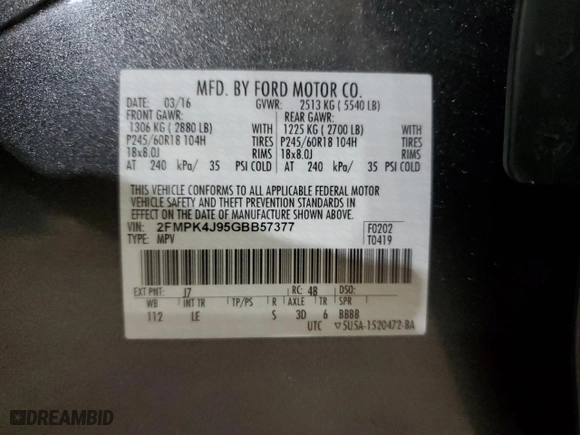 MFD. BY FORD MOTOR CO.
DATE: 03/16 GVWR: 2513 KG ( 5540 LB)
FRONT GAWR: REAR GAWR:
1306 KG ( 2880 LB) WITH 1225 KG ( 2700 LB) WITH
P245/60R18 104H TIRES P245/60R18 104H TIRES
18x8.0J RIMS 18x8.0J RIMS
AT 240 kPa/ 35 PSI COLD AT 240 kPa/ 35 PSI COLD
THIS VEHICLE CONFORMS TO ALL APPLICABLE FEDERAL MOTOR
VEHICLE SAFETY AND THEFT PREVENTION STANDARDS IN
EFFECT ON THE DATE OF MANUFACTURE SHOWN ABOVE.
VIN: 2FMPK4J95GBB57377 F0202
TYPE: MPV T0419
EXT PNT: J7 RC: 48 DSO:
WB INT TR TP/PS R AXLE TR SPR
112 LE S 3D 6 BBBB
UTC ▽5U5A-1520472-BA
DREAMBID